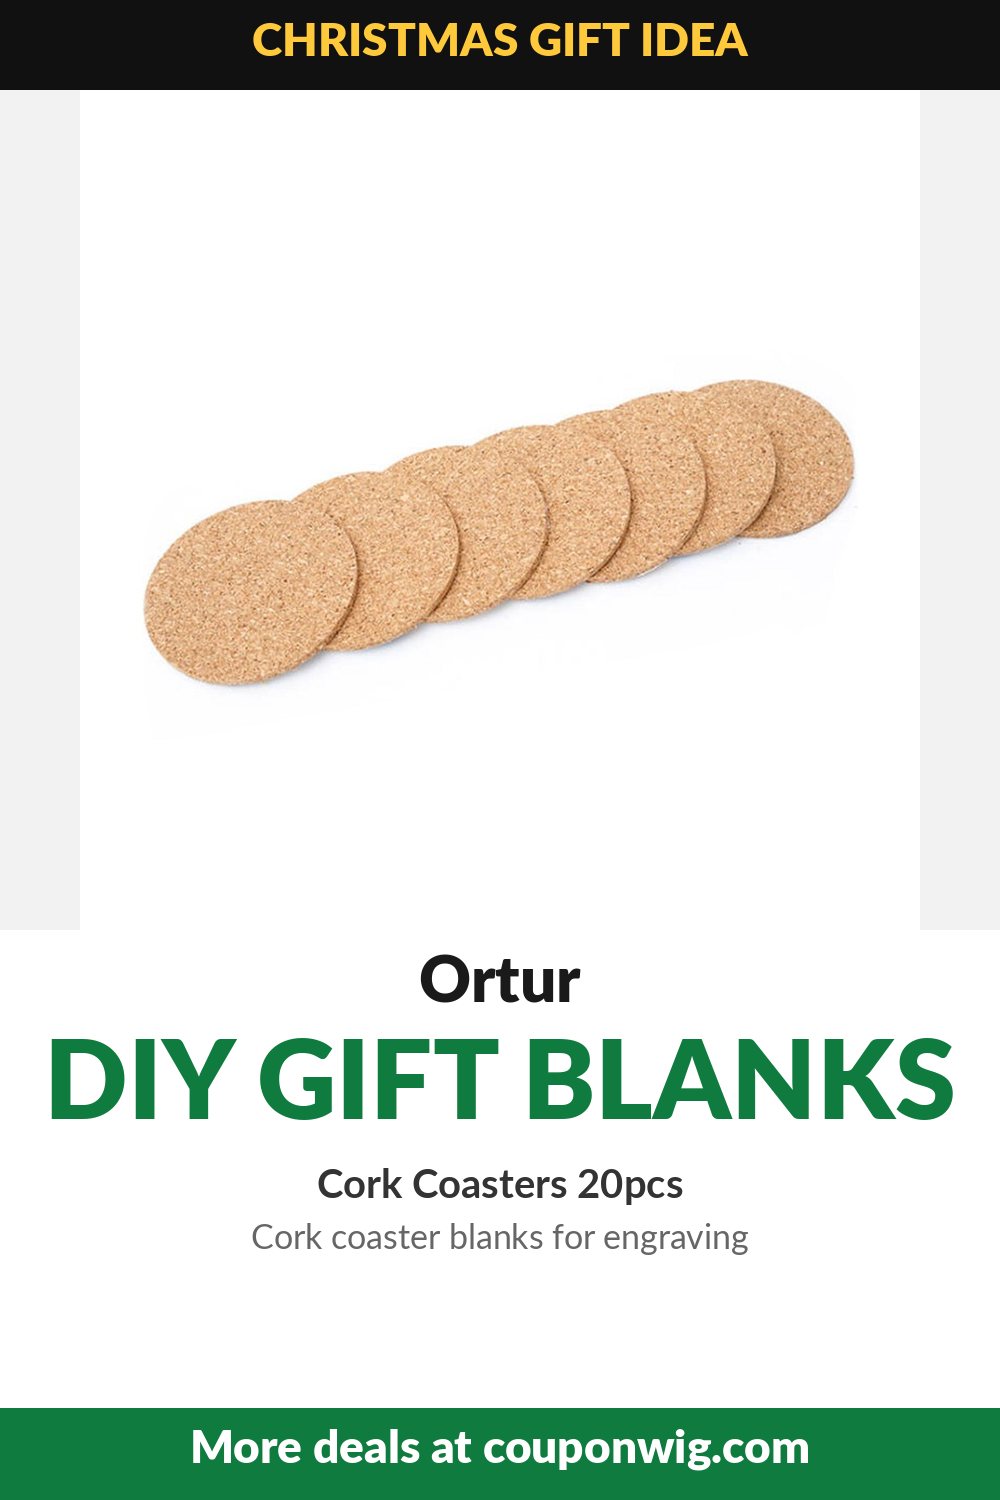 CHRISTMAS GIFT IDEA
Ortur
DIY GIFT BLANKS
Cork Coasters 20pcs
Cork coaster blanks for engraving
More deals at couponwig.com